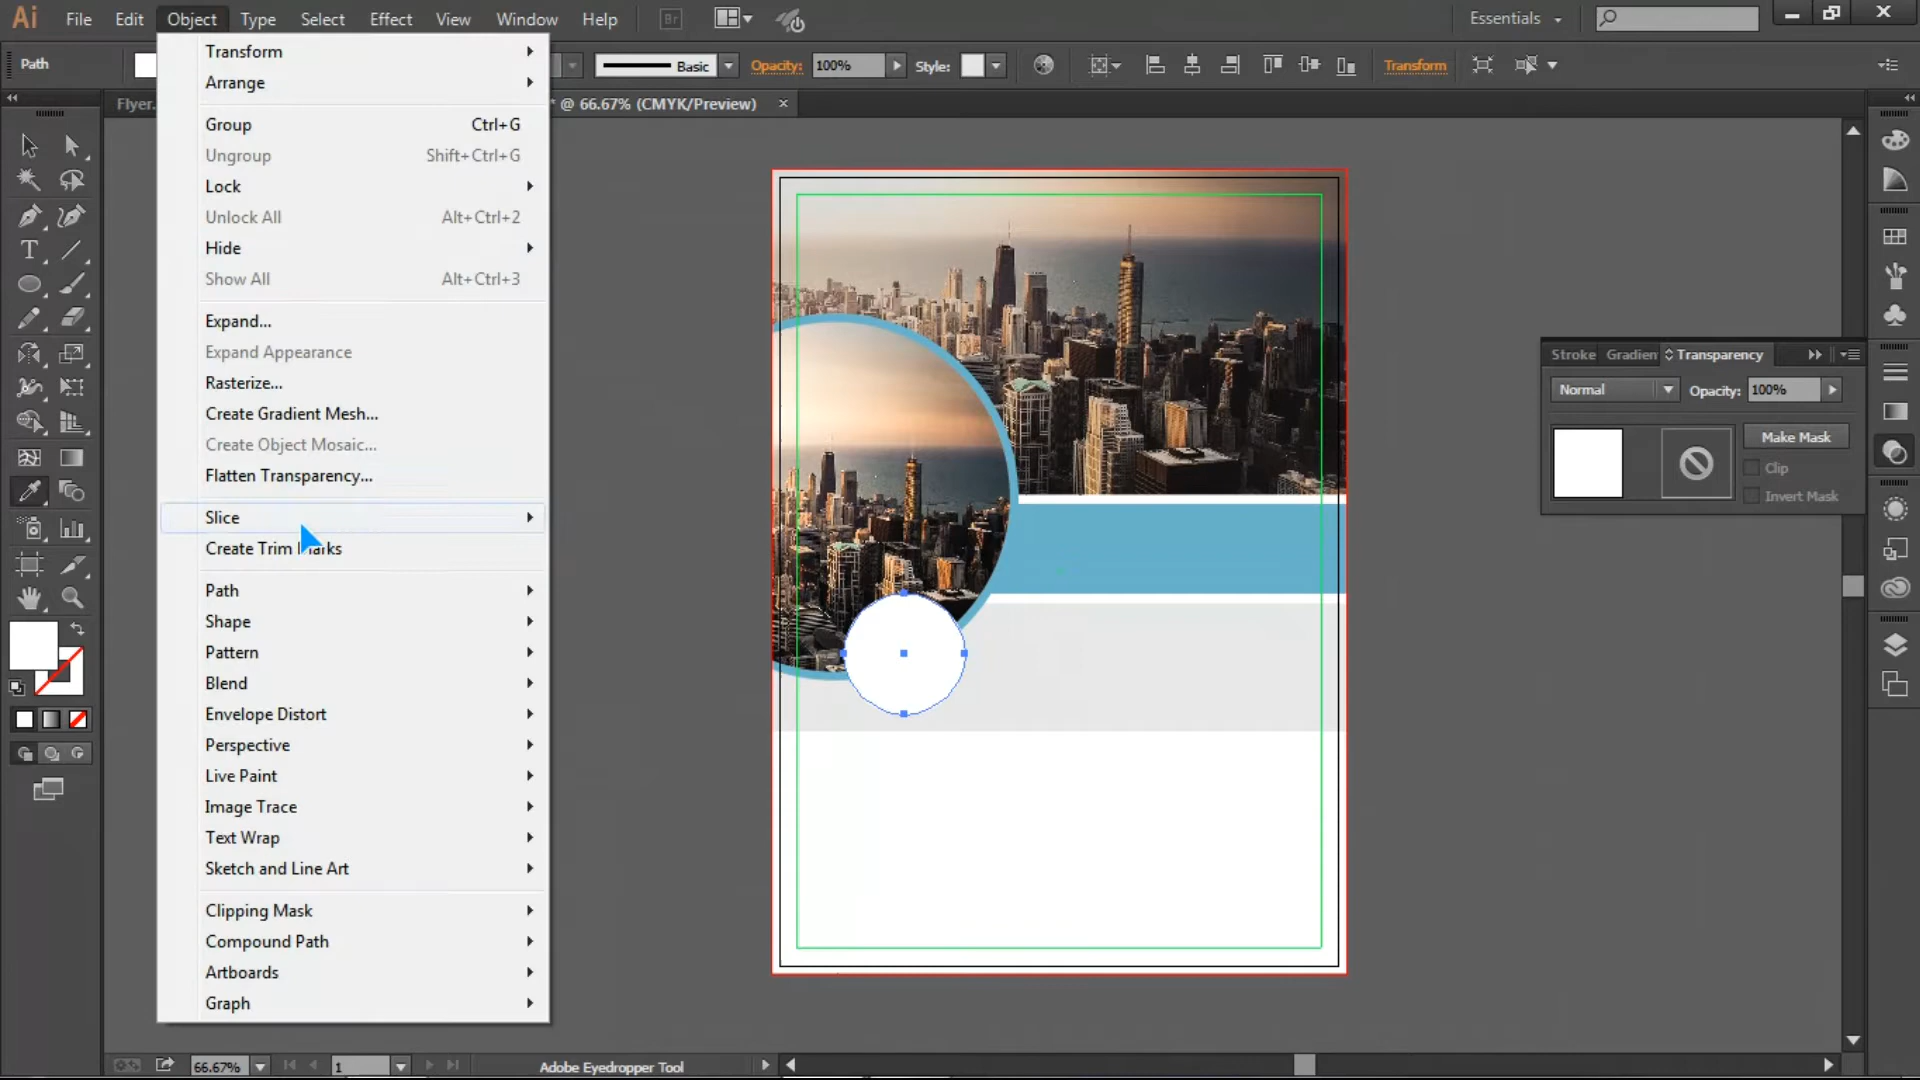 Ai File Edit Object Type Select Effect View Window Help Br Essentials
Path Basic Opacity: 100% Style: Transform
Flyer. * @ 66.67% (CMYK/Preview) ×
Transform
Arrange
Group Ctrl+G
Ungroup Shift+Ctrl+G
Lock
Unlock All Alt+Ctrl+2
Hide
Show All Alt+Ctrl+3
Expand...
Expand Appearance
Rasterize...
Create Gradient Mesh...
Create Object Mosaic...
Flatten Transparency...
Slice
Create Trim Marks
Path
Shape
Pattern
Blend
Envelope Distort
Perspective
Live Paint
Image Trace
Text Wrap
Sketch and Line Art
Clipping Mask
Compound Path
Artboards
Graph
Stroke Gradien Transparency
Normal Opacity: 100%
Make Mask
Clip
Invert Mask
66.67% 1 Adobe Eyedropper Tool